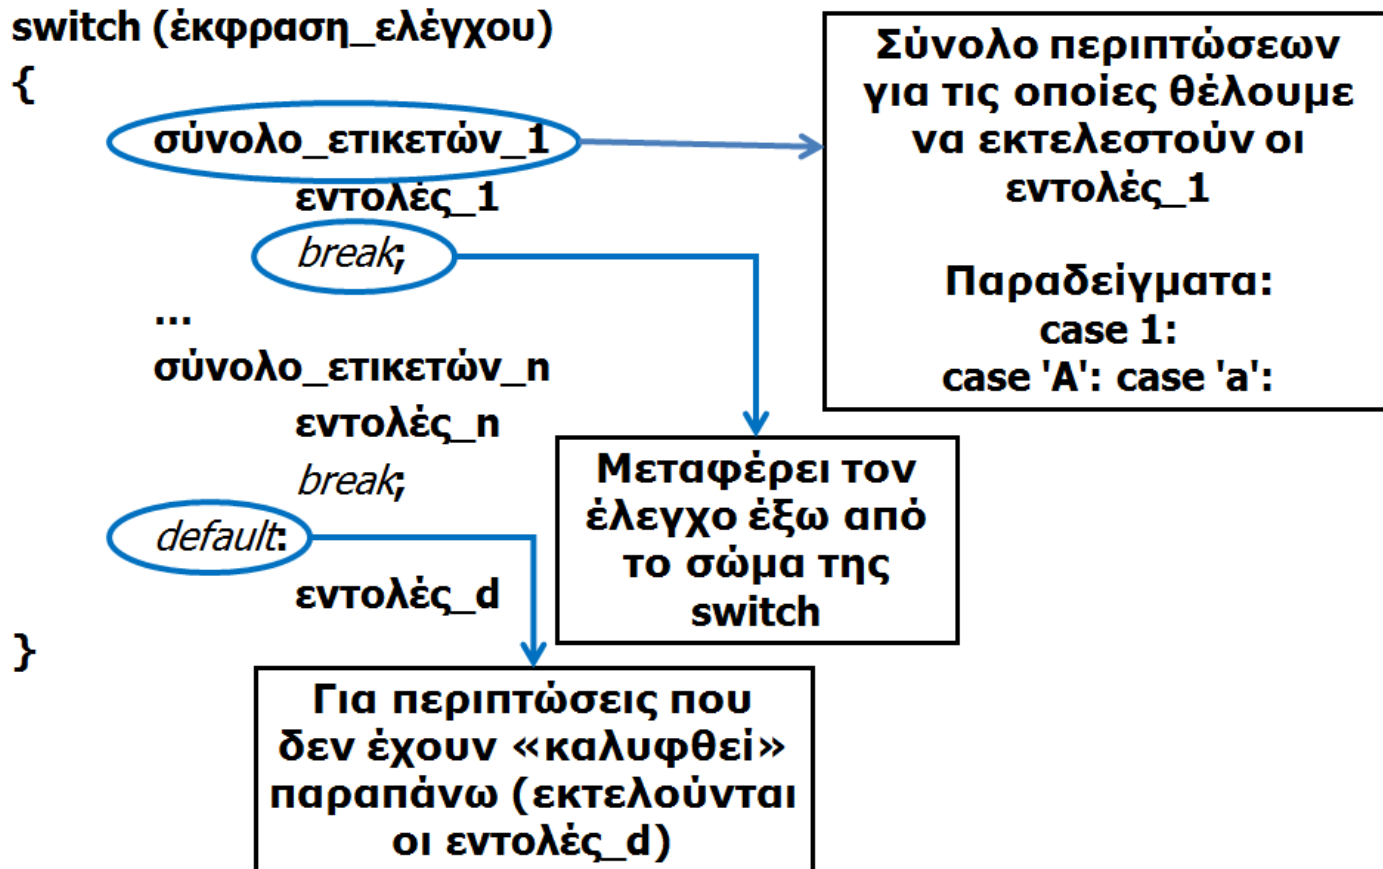 switch (έκφραση_ελέγχου)
{
σύνολο_ετικετών_1
εντολές_1
break;
...
σύνολο_ετικετών_n
εντολές_n
break;
default:
εντολές_d
}
Σύνολο περιπτώσεων
για τις οποίες θέλουμε
να εκτελεστούν οι
εντολές_1
Παραδείγματα:
case 1:
case 'A': case 'a':
Μεταφέρει τον
έλεγχο έξω από
το σώμα της
switch
Για περιπτώσεις που
δεν έχουν «καλυφθεί»
παραπάνω (εκτελούνται
οι εντολές_d)